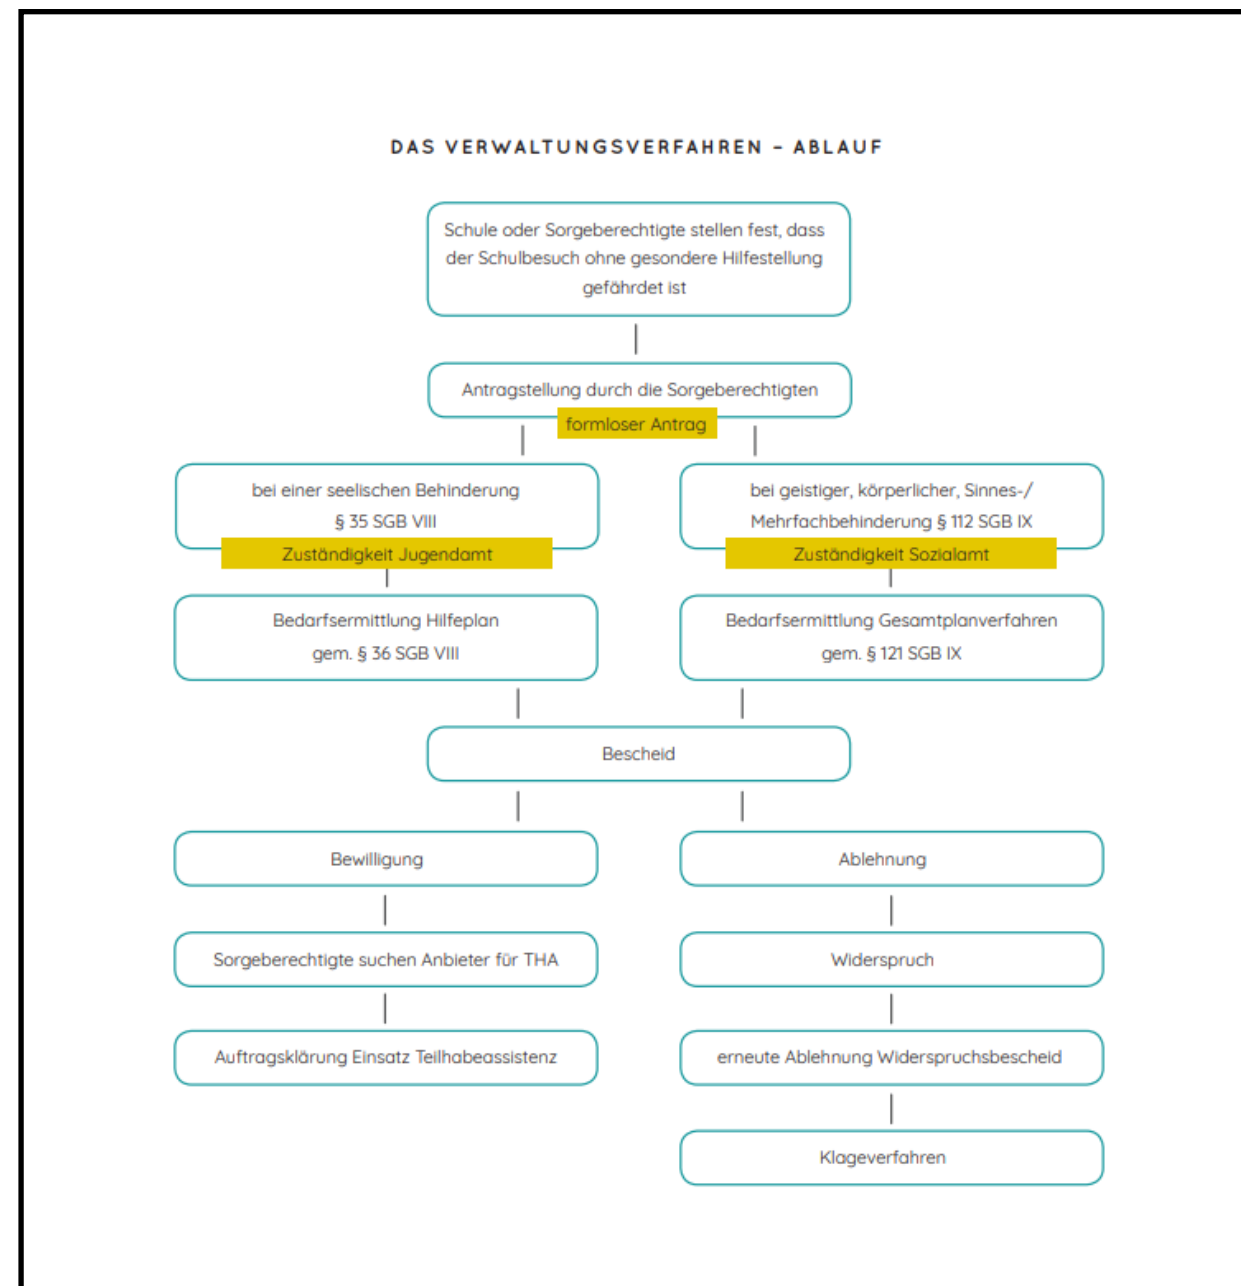 DAS VERWALTUNGSVERFAHREN – ABLAUF
Schule oder Sorgeberechtigte stellen fest, dass
der Schulbesuch ohne gesondere Hilfestellung
gefährdet ist
Antragstellung durch die Sorgeberechtigten
formloser Antrag
bei einer seelischen Behinderung
§ 35 SGB VIII
Zuständigkeit Jugendamt
bei geistiger, körperlicher, Sinnes-/
Mehrfachbehinderung § 112 SGB IX
Zuständigkeit Sozialamt
Bedarfsermittlung Hilfeplan
gem. § 36 SGB VIII
Bedarfsermittlung Gesamtplanverfahren
gem. § 121 SGB IX
Bescheid
Bewilligung
Ablehnung
Sorgeberechtigte suchen Anbieter für THA
Widerspruch
Auftragsklärung Einsatz Teilhabeassistenz
erneute Ablehnung Widerspruchsbescheid
Klageverfahren